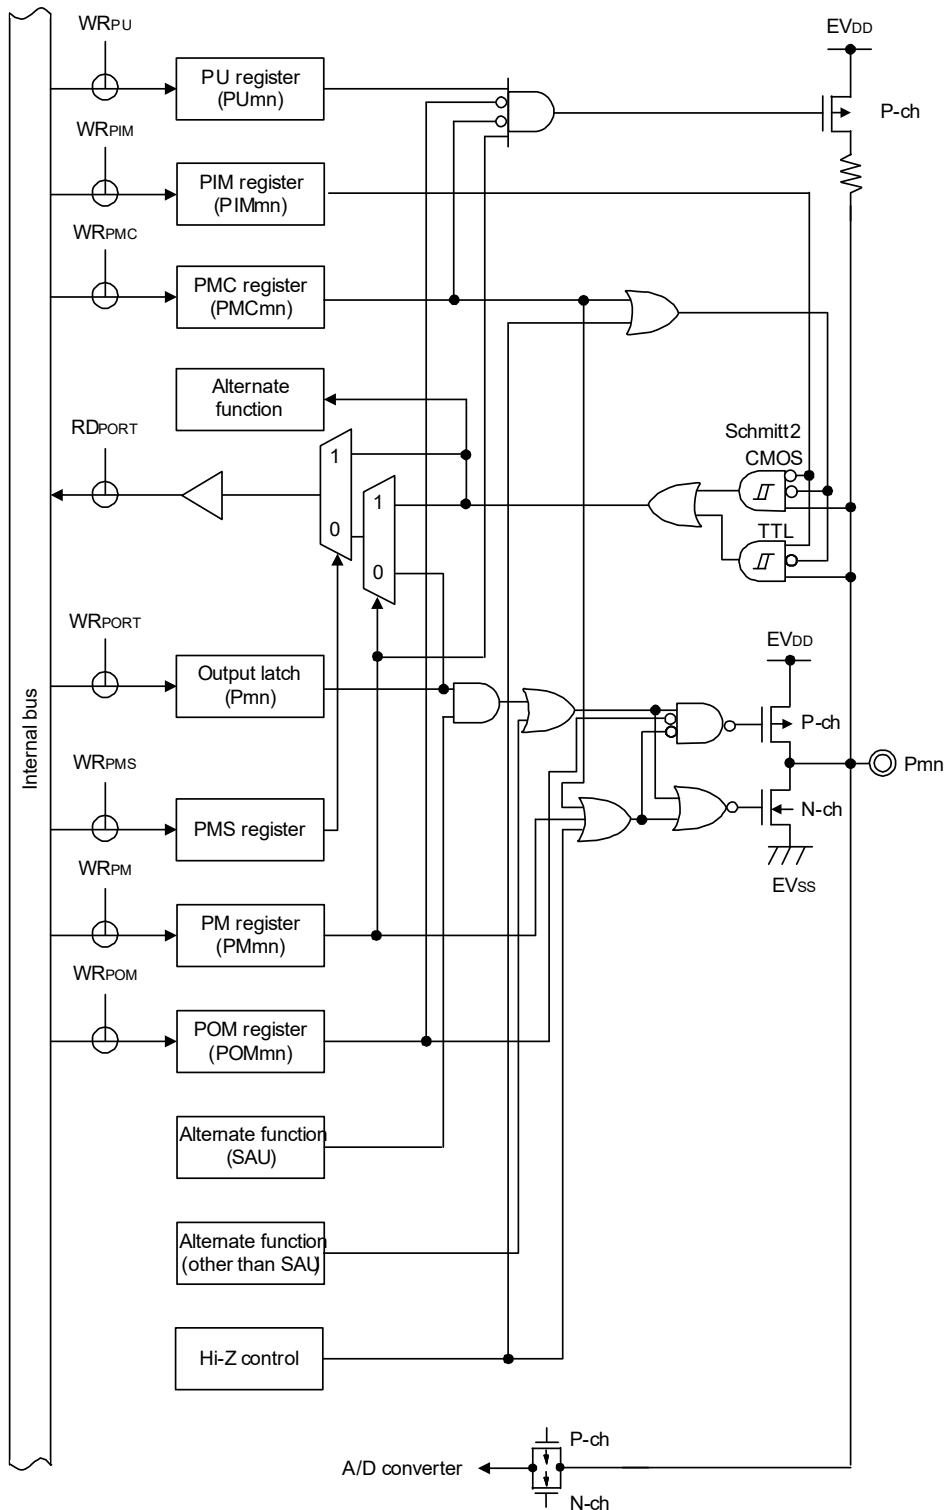 WRPU
EVDD
PU register
(PUmn)
P-ch
WRPIM
PIM register
(PIMmn)
WRPMC
PMC register
(PMCmn)
Alternate
function
RDPORT
1
0
1
0
Schmitt2
CMOS
TTL
WRPORT
EVDD
Output latch
(Pmn)
P-ch
Internal bus
Pmn
WRPMS
PMS register
N-ch
WRPM
EVSS
PM register
(PMmn)
WRPOM
POM register
(POMmn)
Alternate function
(SAU)
Alternate function
(other than SAU)
Hi-Z control
P-ch
A/D converter
N-ch